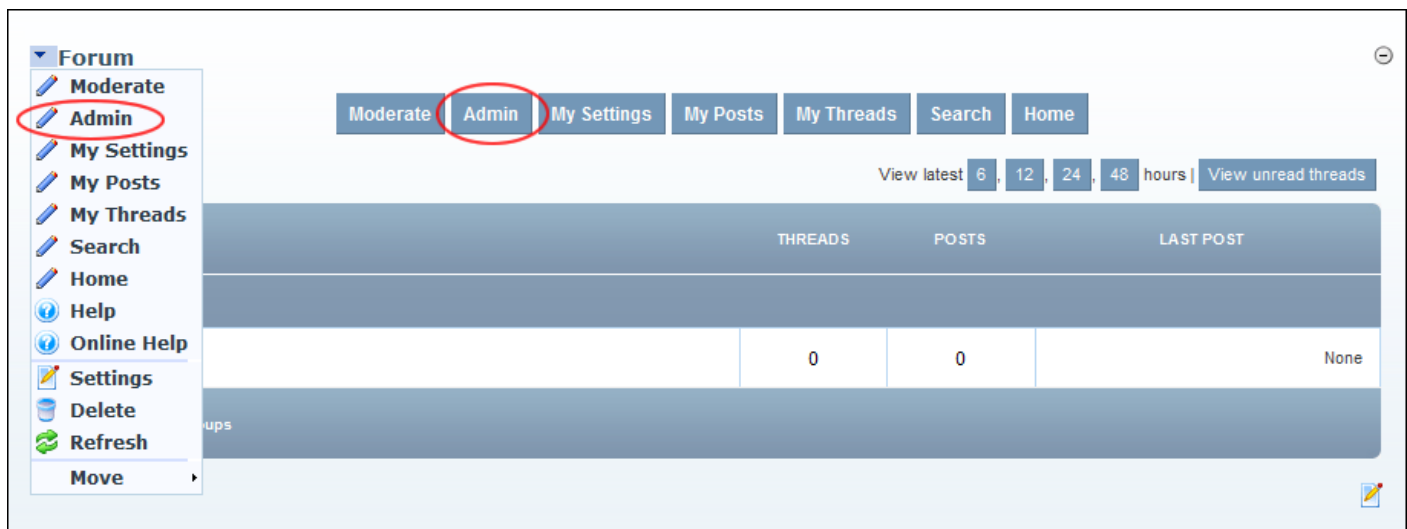 Forum
Moderate
Admin
My Settings
My Posts
My Threads
Search
Home
Help
Online Help
Settings
Delete
Refresh
Move
Moderate Admin My Settings My Posts My Threads Search Home
View latest 6 , 12 , 24 , 48 hours | View unread threads
THREADS POSTS LAST POST
0 0 None